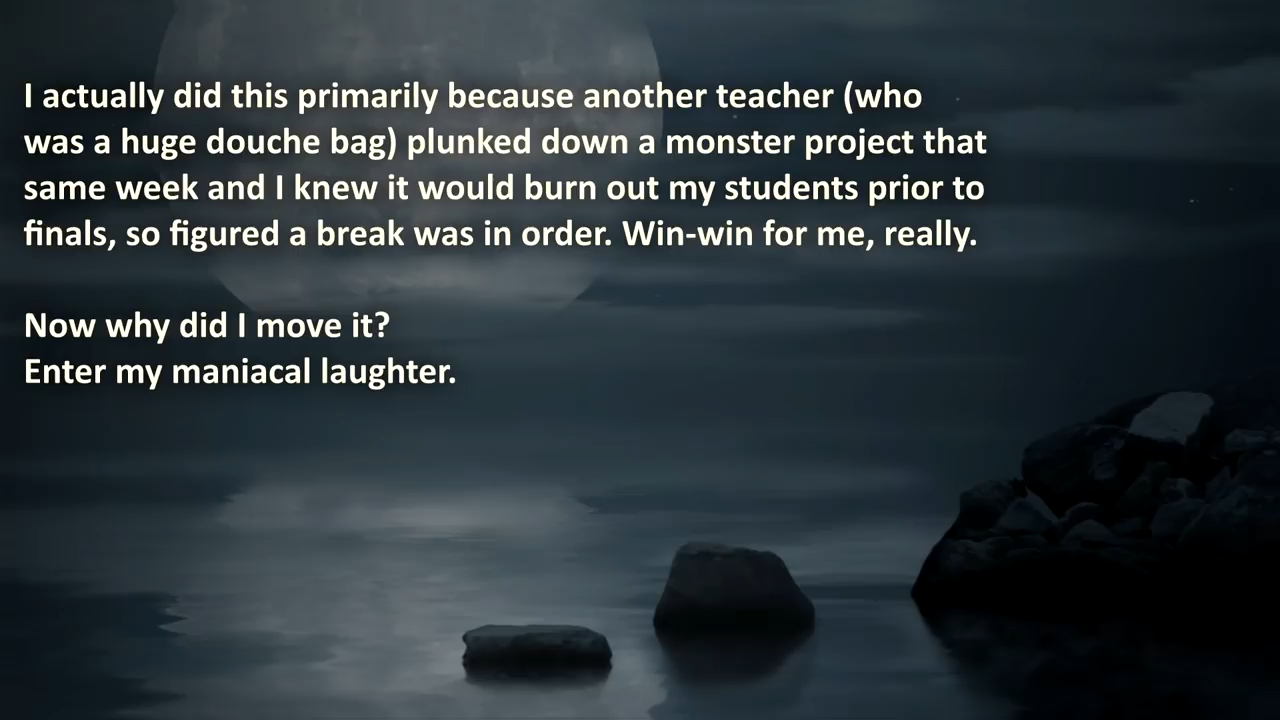 I actually did this primarily because another teacher (who
was a huge douche bag) plunked down a monster project that
same week and I knew it would burn out my students prior to
finals, so figured a break was in order. Win-win for me, really.
Now why did I move it?
Enter my maniacal laughter.